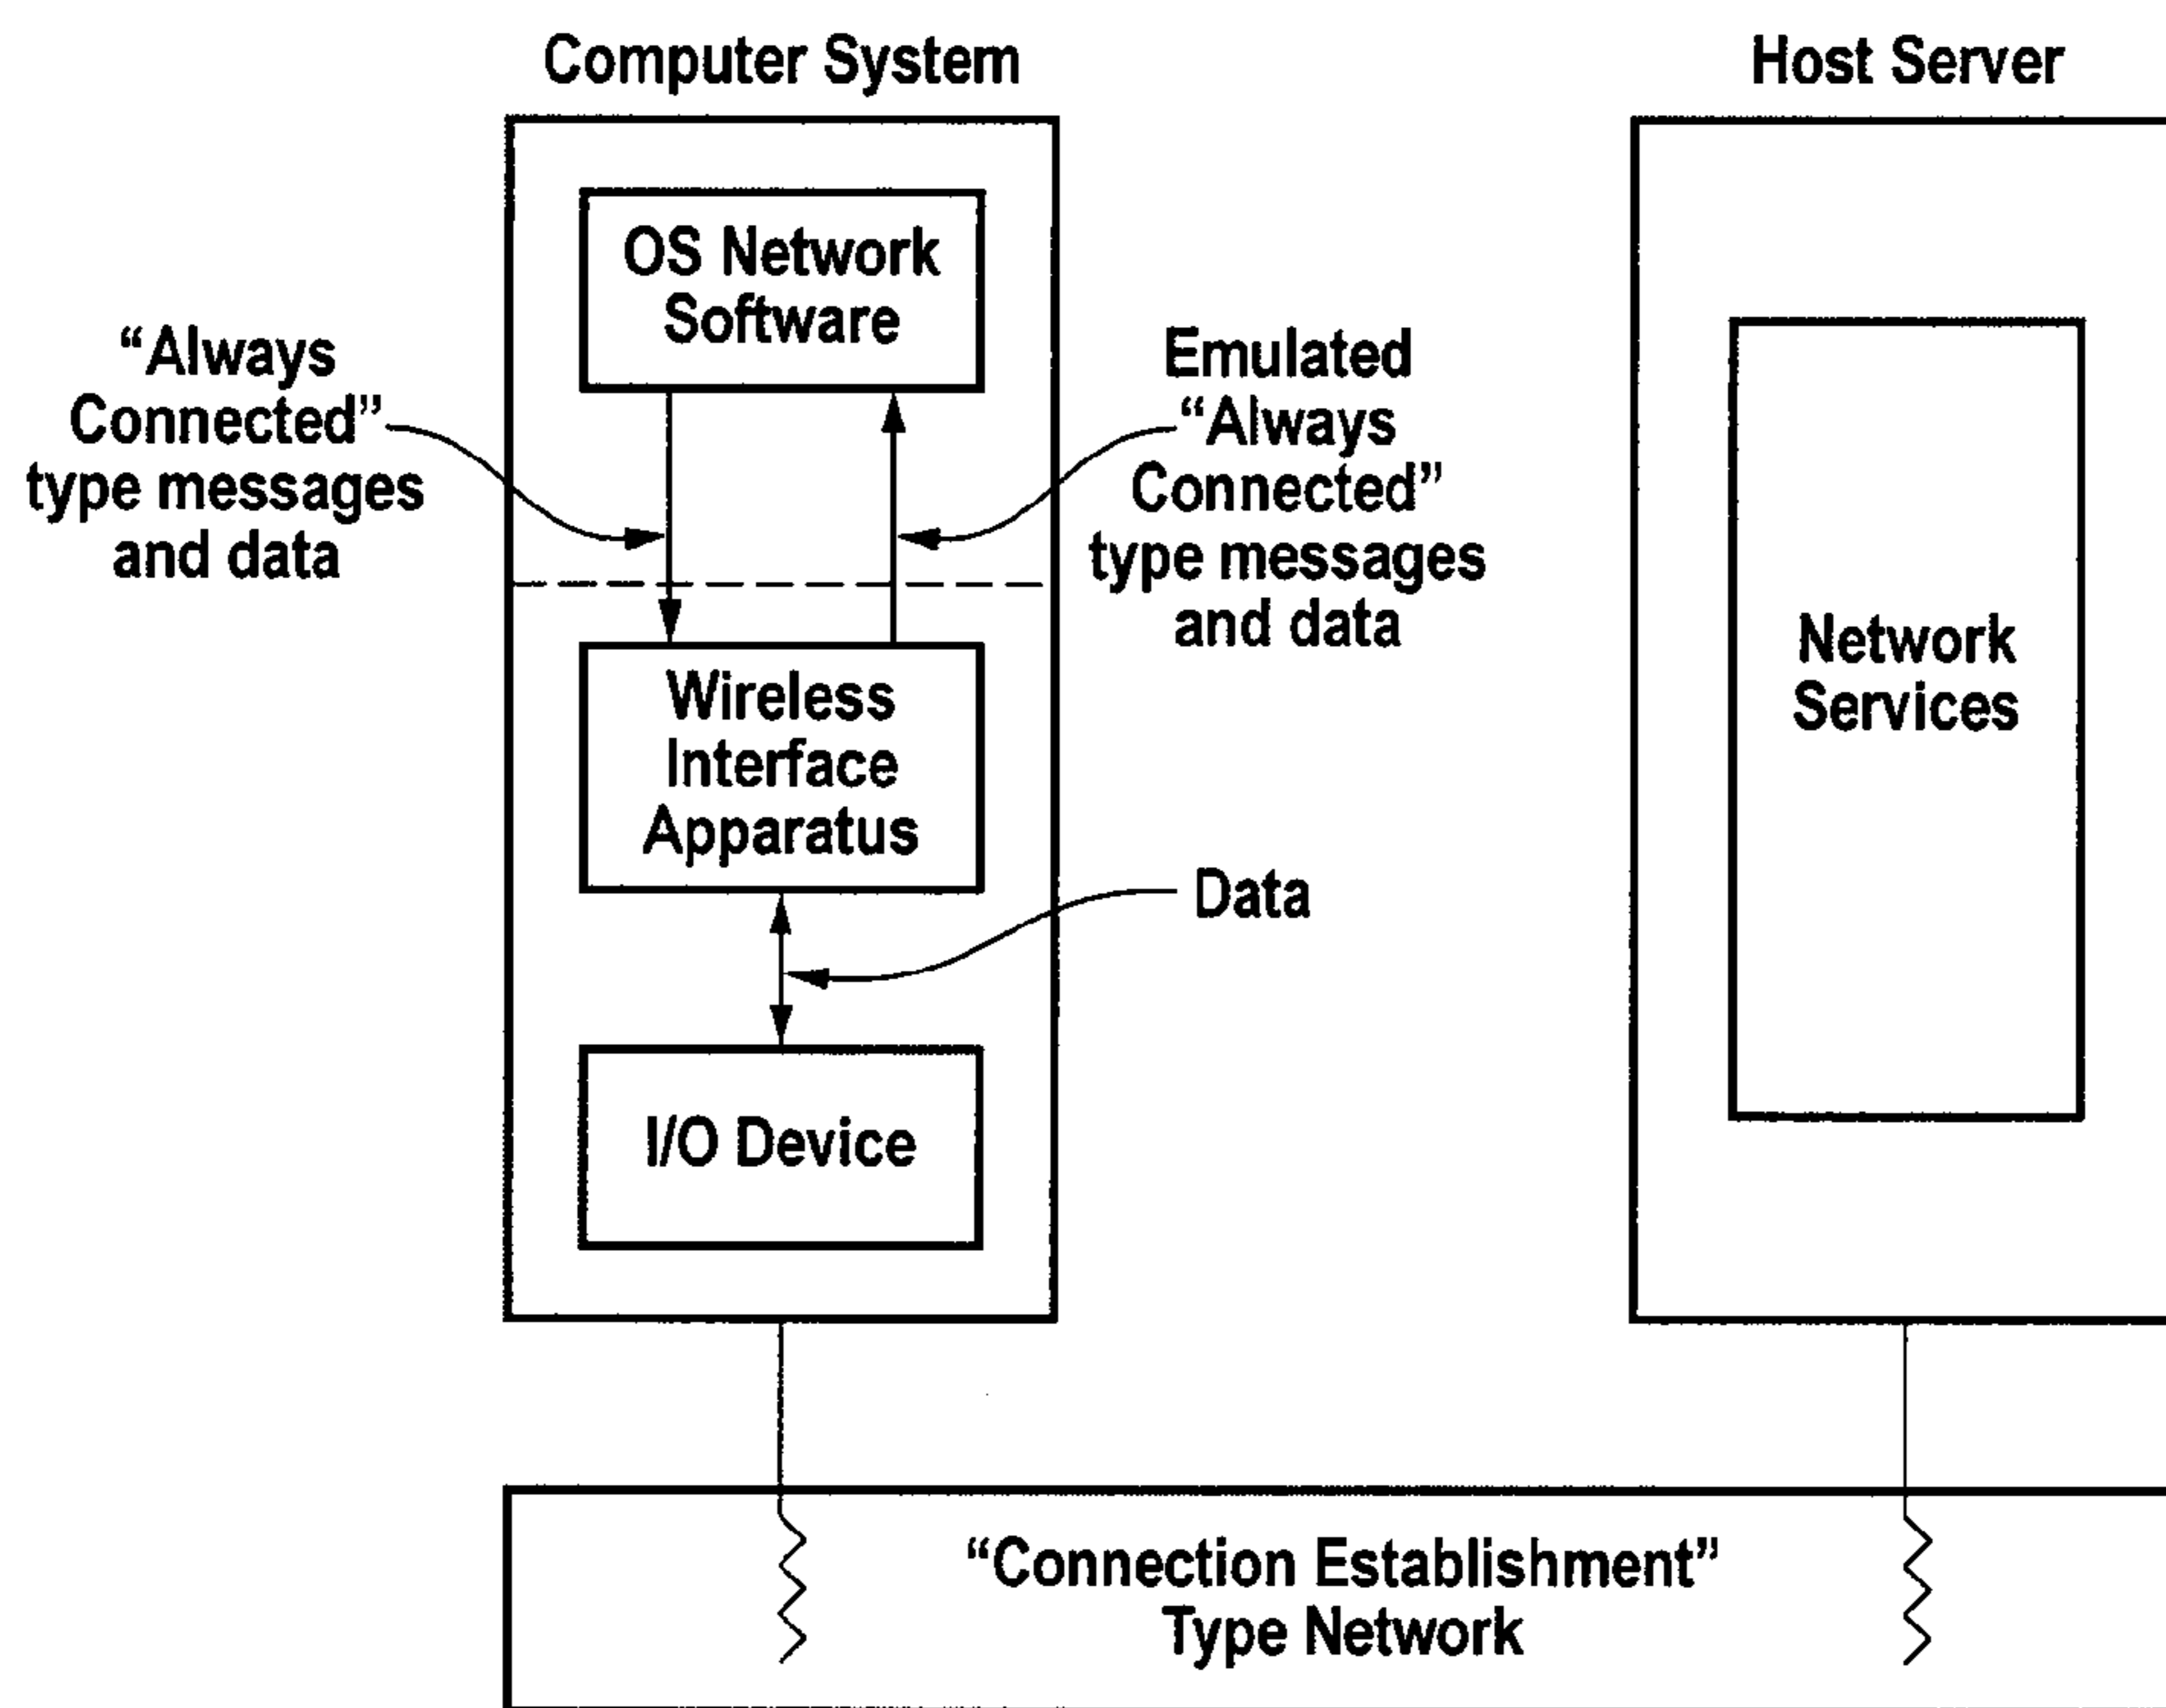 Computer System
Host Server
OS Network
Software
“Always
Connected”
type messages
and data
Emulated
“Always
Connected”
type messages
and data
Wireless
Interface
Apparatus
Network
Services
Data
I/O Device
“Connection Establishment”
Type Network